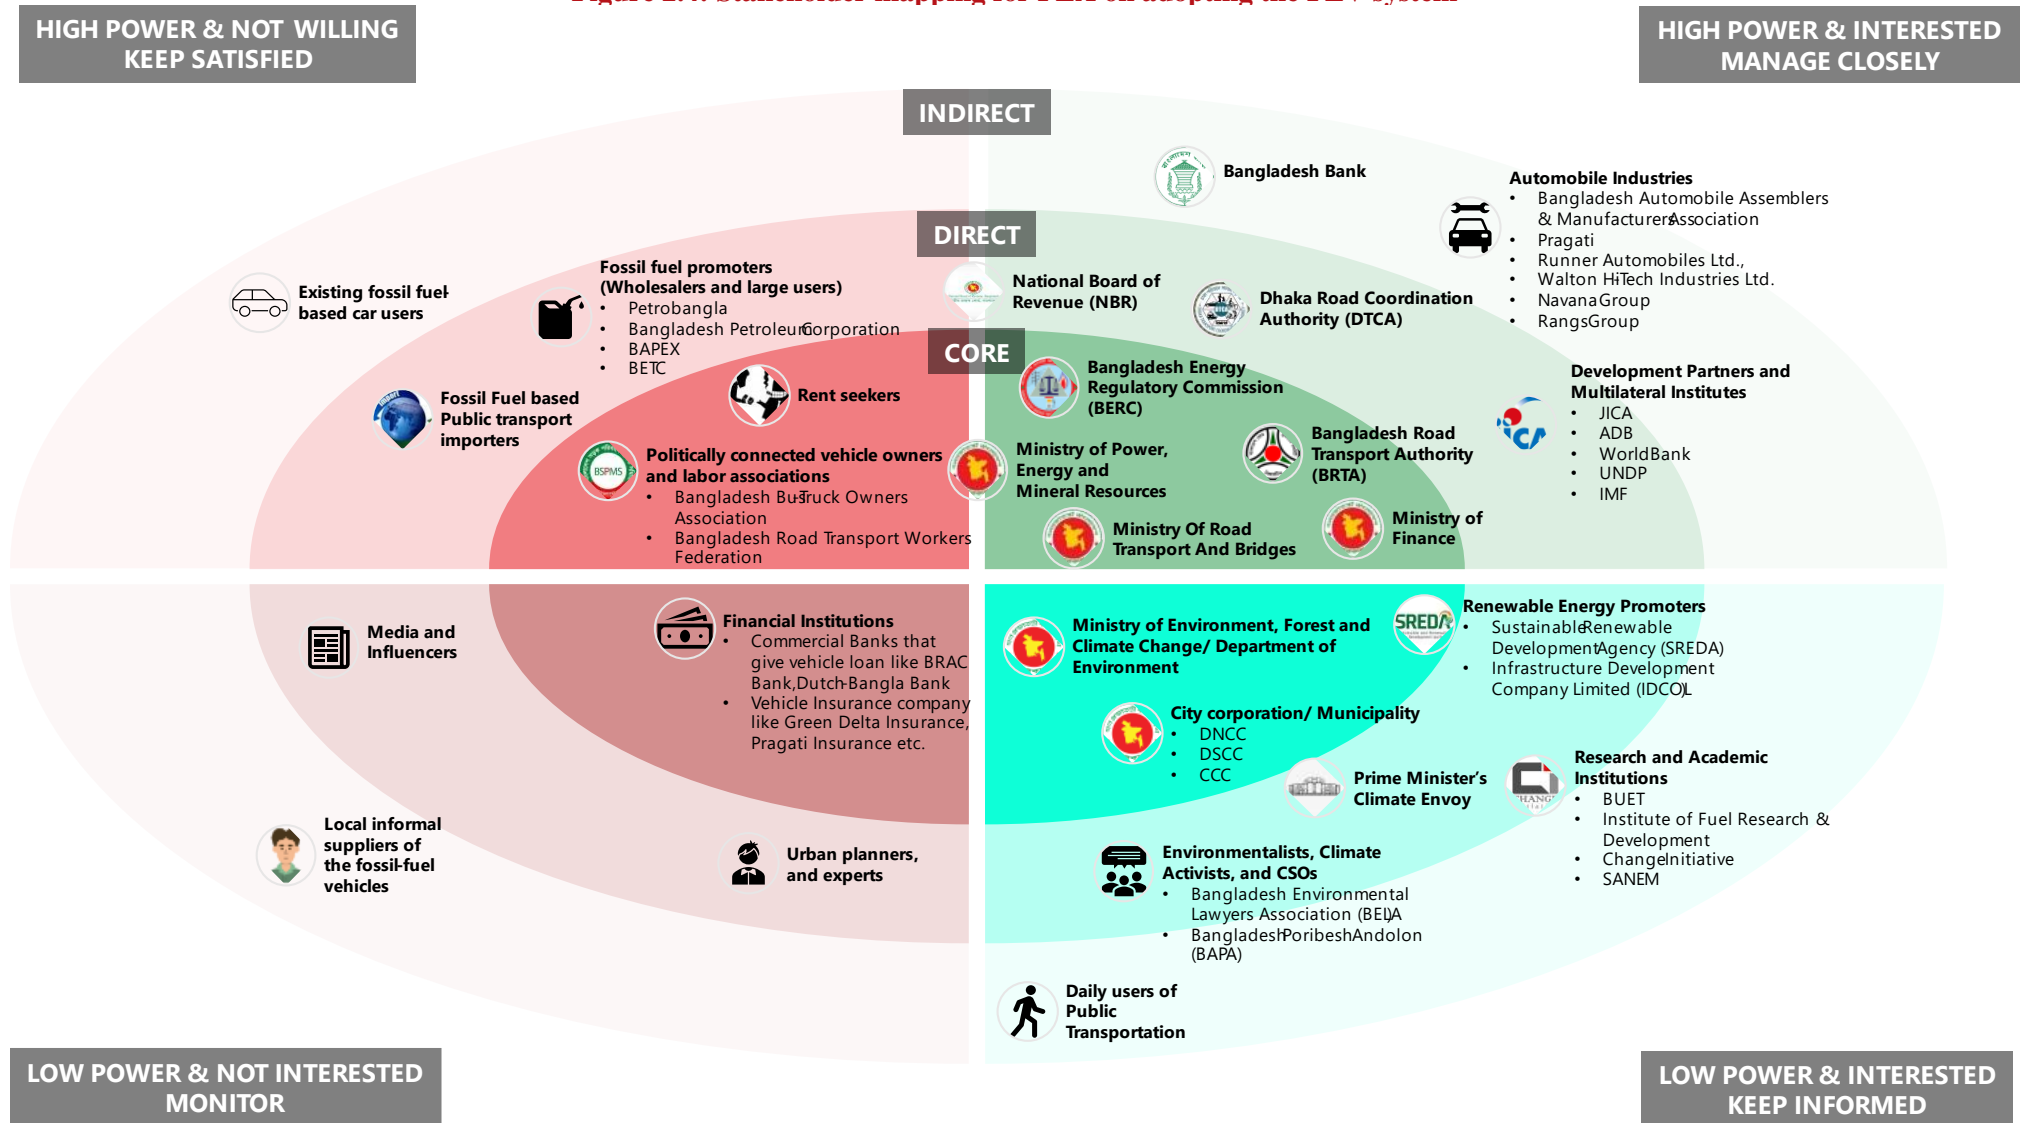 HIGH POWER & NOT WILLING
KEEP SATISFIED
HIGH POWER & INTERESTED
MANAGE CLOSELY
INDIRECT
DIRECT
CORE
Existing fossil fuel-
based car users
Fossil fuel promoters
(Wholesalers and large users)
• Petrobangla
• Bangladesh Petroleum Corporation
• BAPEX
• BETC
Fossil Fuel based
Public transport
importers
Rent seekers
BSPMS
Politically connected vehicle owners
and labor associations
• Bangladesh Bus-Truck Owners
Association
• Bangladesh Road Transport Workers
Federation
Bangladesh Bank
Automobile Industries
• Bangladesh Automobile Assemblers
& Manufacturers Association
• Pragati
• Runner Automobiles Ltd.,
• Walton Hi-Tech Industries Ltd.
• Navana Group
• Rangs Group
National Board of
Revenue (NBR)
Dhaka Road Coordination
Authority (DTCA)
Bangladesh Energy
Regulatory Commission
(BERC)
Development Partners and
Multilateral Institutes
• JICA
• ADB
• World Bank
• UNDP
• IMF
Ministry of Power,
Energy and
Mineral Resources
Bangladesh Road
Transport Authority
(BRTA)
Ministry Of Road
Transport And Bridges
Ministry of
Finance
Media and
Influencers
Financial Institutions
• Commercial Banks that
give vehicle loan like BRAC
Bank, Dutch-Bangla Bank
• Vehicle Insurance company
like Green Delta Insurance,
Pragati Insurance etc.
Local informal
suppliers of
the fossil-fuel
vehicles
Urban planners,
and experts
Ministry of Environment, Forest and
Climate Change/ Department of
Environment
SREDA
Renewable Energy Promoters
• Sustainable Renewable
Development Agency (SREDA)
• Infrastructure Development
Company Limited (IDCOL)
City corporation/ Municipality
• DNCC
• DSCC
• CCC
Prime Minister's
Climate Envoy
Research and Academic
Institutions
• BUET
• Institute of Fuel Research &
Development
• Change Initiative
• SANEM
Environmentalists, Climate
Activists, and CSOs
• Bangladesh Environmental
Lawyers Association (BELA)
• Bangladesh Poribesh Andolon
(BAPA)
Daily users of
Public
Transportation
LOW POWER & NOT INTERESTED
MONITOR
LOW POWER & INTERESTED
KEEP INFORMED